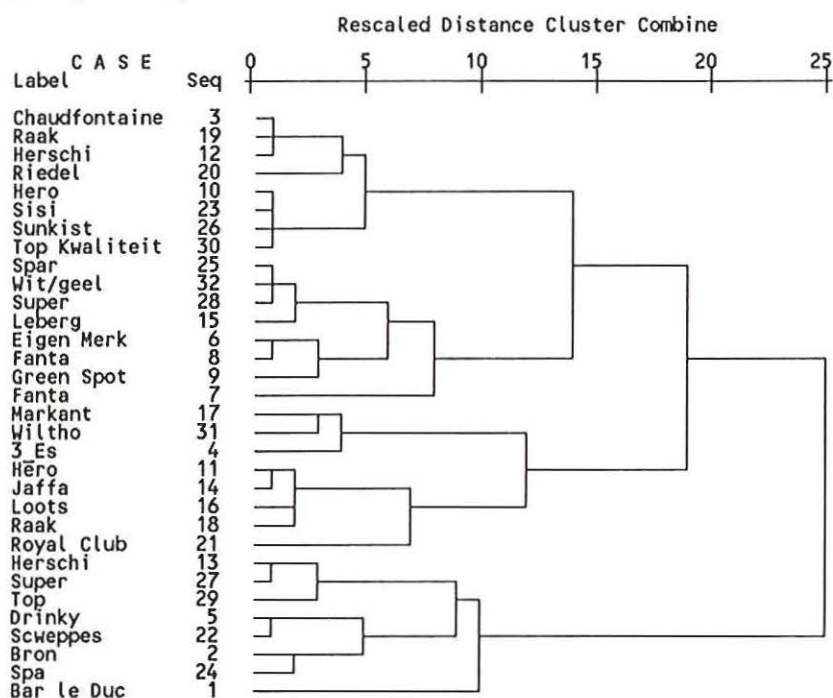 Rescaled Distance Cluster Combine
C A S E 0 5 10 15 20 25
Label Seq
Chaudfontaine 3
Raak 19
Herschi 12
Riedel 20
Hero 10
Sisi 23
Sunkist 26
Top Kwaliteit 30
Spar 25
Wit/geel 32
Super 28
Leberg 15
Eigen Merk 6
Fanta 8
Green Spot 9
Fanta 7
Markant 17
Wiltho 31
3_Es 4
Hero 11
Jaffa 14
Loots 16
Raak 18
Royal Club 21
Herschi 13
Super 27
Top 29
Drinky 5
Scweppes 22
Bron 2
Spa 24
Bar le Duc 1